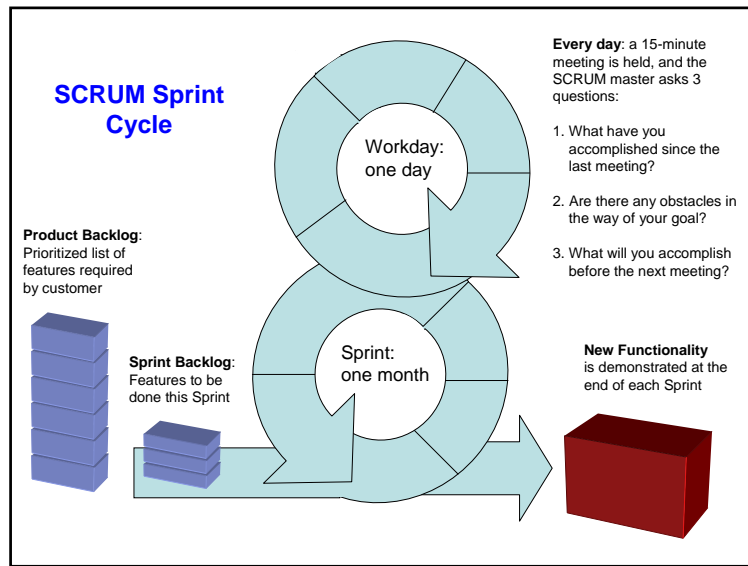 SCRUM Sprint
Cycle
Every day: a 15-minute
meeting is held, and the
SCRUM master asks 3
questions:
1. What have you
accomplished since the
last meeting?
2. Are there any obstacles in
the way of your goal?
3. What will you accomplish
before the next meeting?
Workday:
one day
Product Backlog:
Prioritized list of
features required
by customer
Sprint Backlog:
Features to be
done this Sprint
Sprint:
one month
New Functionality
is demonstrated at the
end of each Sprint